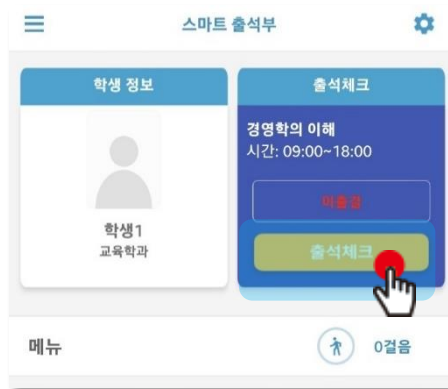 스마트 출석부
학생 정보
학생1
교육학과
출석체크
경영학의 이해
시간: 09:00~18:00
미출결
출석체크
메뉴
0걸음